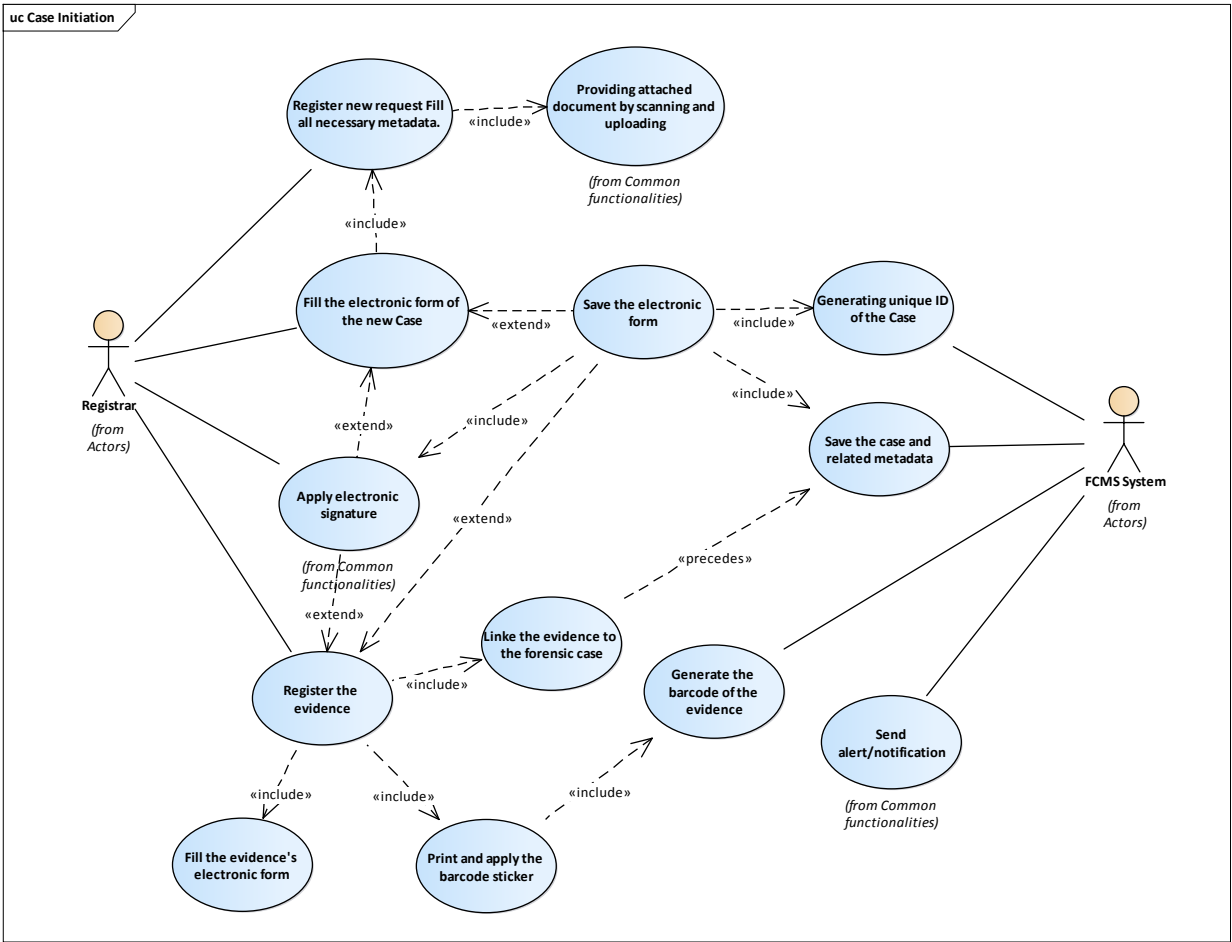 uc Case Initiation
Register new request Fill
all necessary metadata.
«include»
Providing attached
document by scanning and
uploading
(from Common
functionalities)
«include»
Fill the electronic form of
the new Case
«extend»
Save the electronic
form
«include»
Generating unique ID
of the Case
Registrar
(from
Actors)
«extend»
«include»
«include»
Save the case and
related metadata
FCMS System
(from
Actors)
Apply electronic
signature
(from Common
functionalities)
«extend»
«precedes»
«extend»
Linke the evidence to
the forensic case
Register the
evidence
«include»
Generate the
barcode of the
evidence
Send
alert/notification
(from Common
functionalities)
«include»
«include»
«include»
Fill the evidence's
electronic form
Print and apply the
barcode sticker